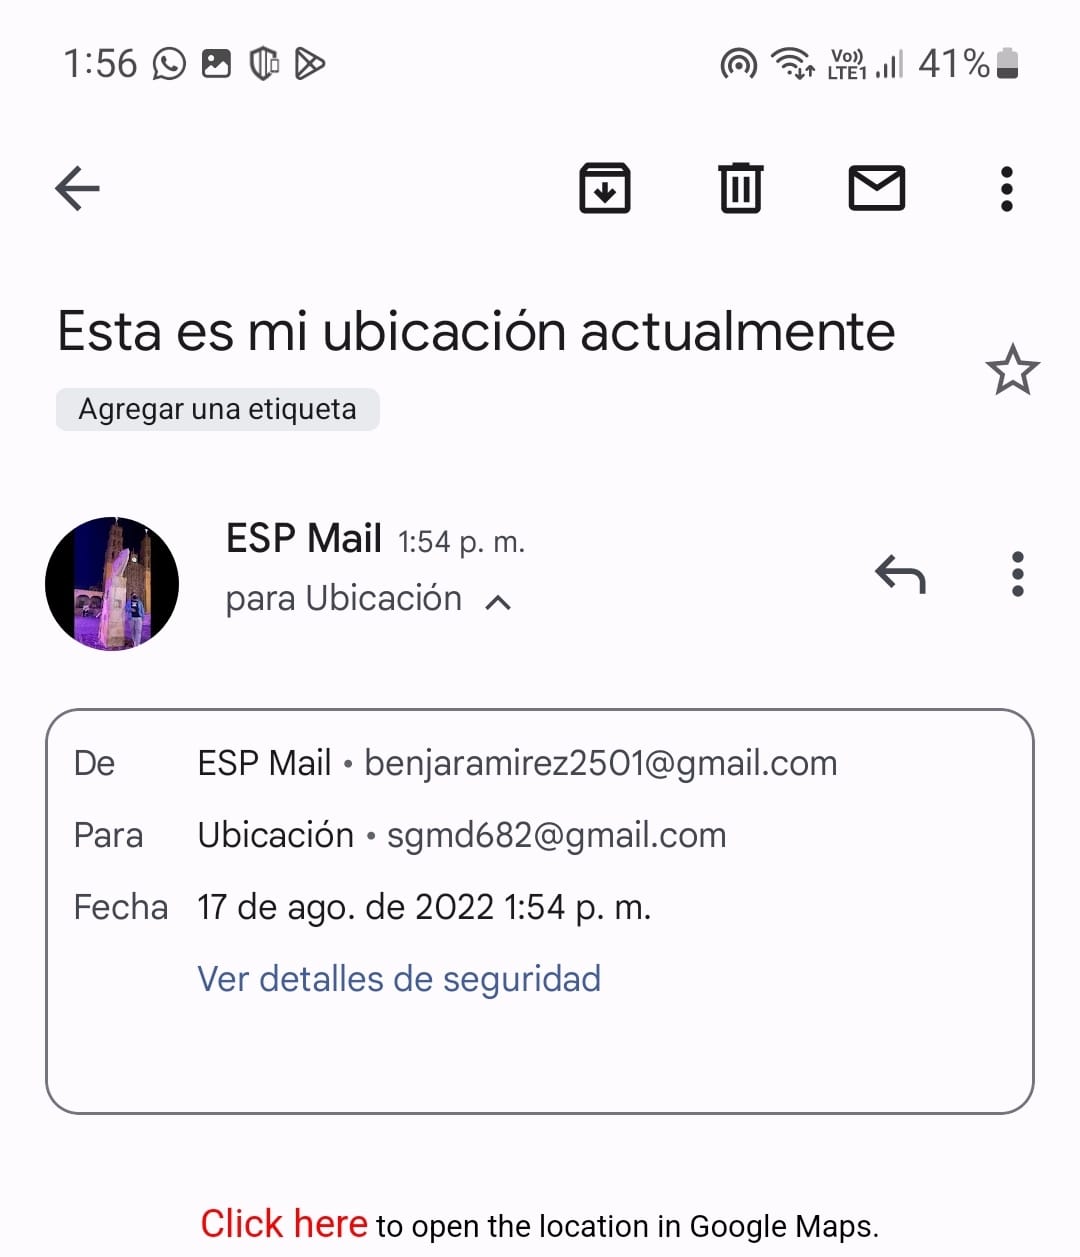 1:56 Vo)) LTE1 41%
Esta es mi ubicación actualmente
Agregar una etiqueta
ESP Mail 1:54 p. m.
para Ubicación
De ESP Mail • benjaramirez2501@gmail.com
Para Ubicación • sgmd682@gmail.com
Fecha 17 de ago. de 2022 1:54 p. m.
Ver detalles de seguridad
Click here to open the location in Google Maps.